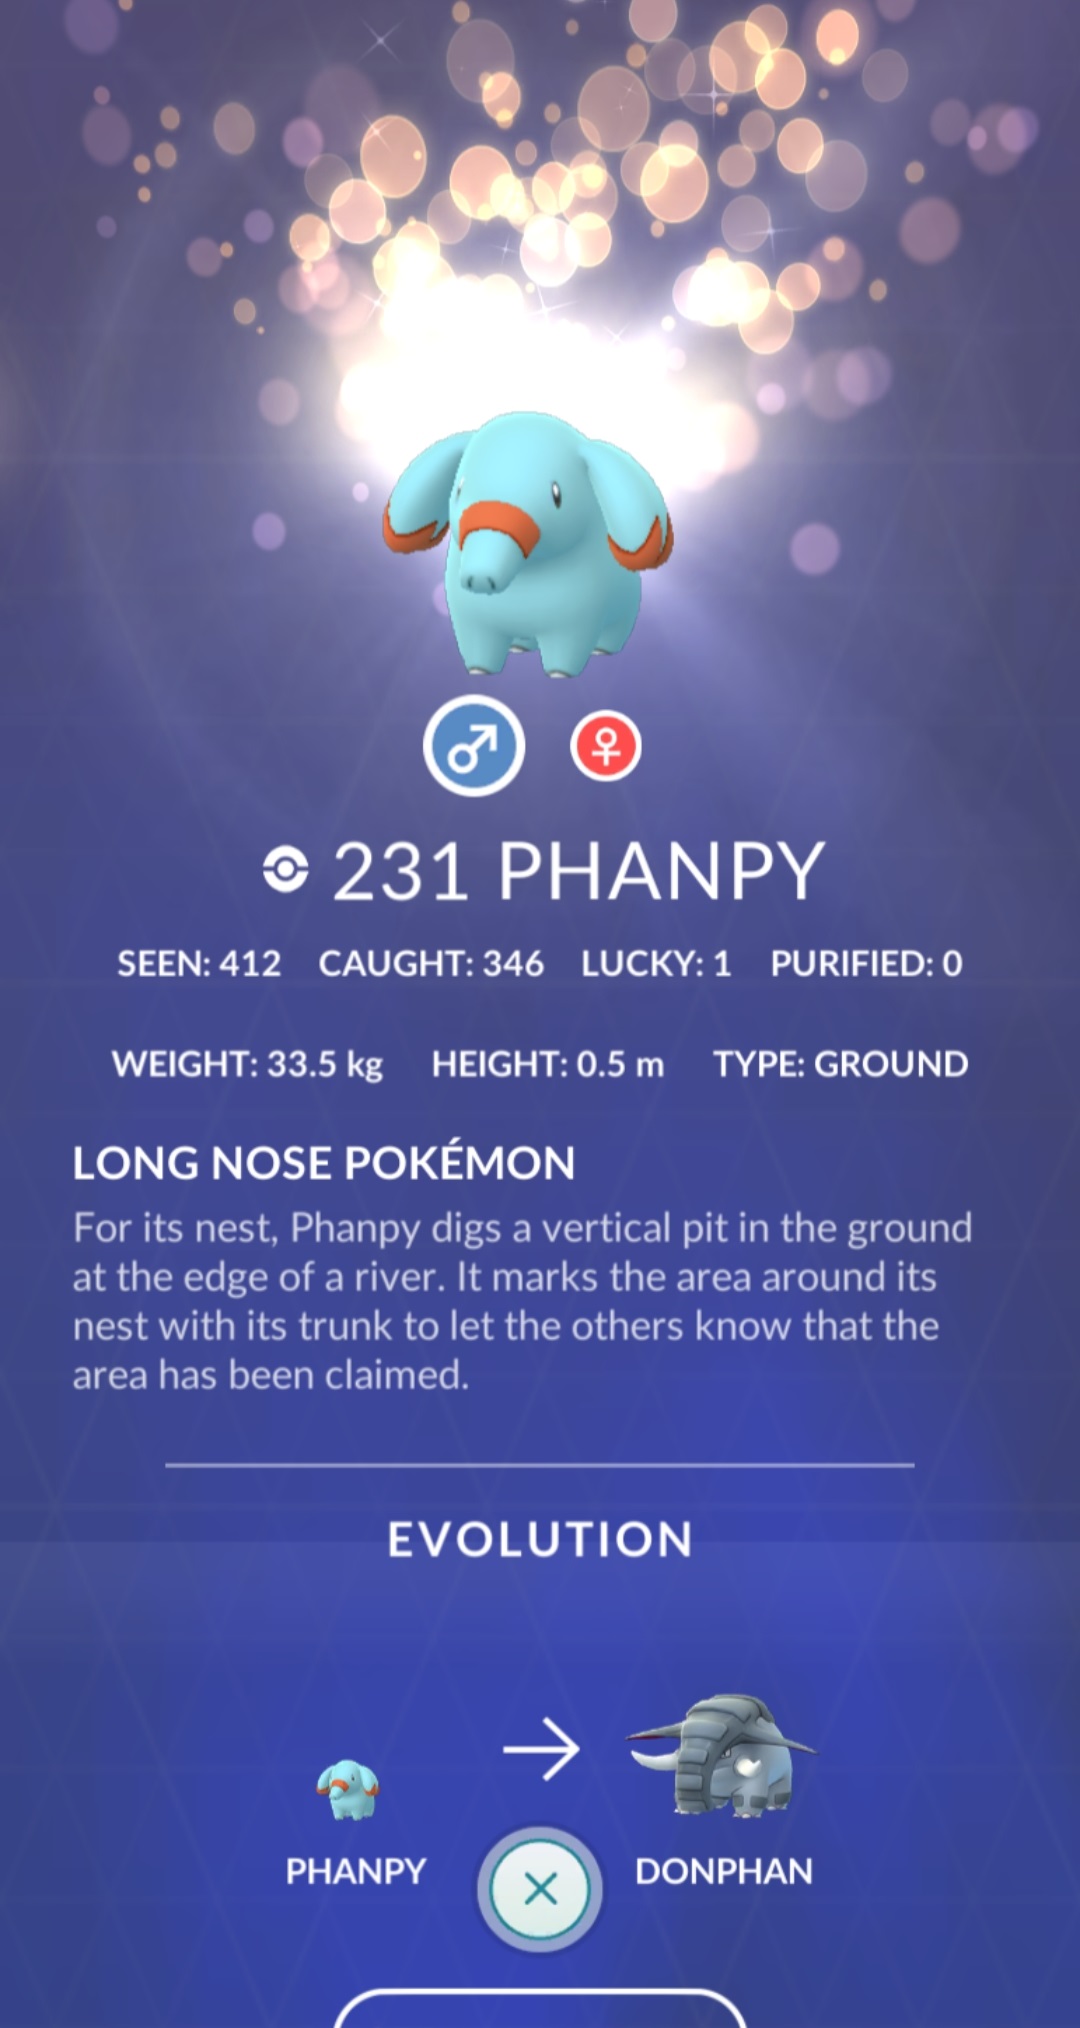 231 PHANPY
SEEN: 412 CAUGHT: 346 LUCKY: 1 PURIFIED: 0
WEIGHT: 33.5 kg HEIGHT: 0.5 m TYPE: GROUND
LONG NOSE POKÉMON
For its nest, Phanpy digs a vertical pit in the ground
at the edge of a river. It marks the area around its
nest with its trunk to let the others know that the
area has been claimed.
EVOLUTION
PHANPY DONPHAN